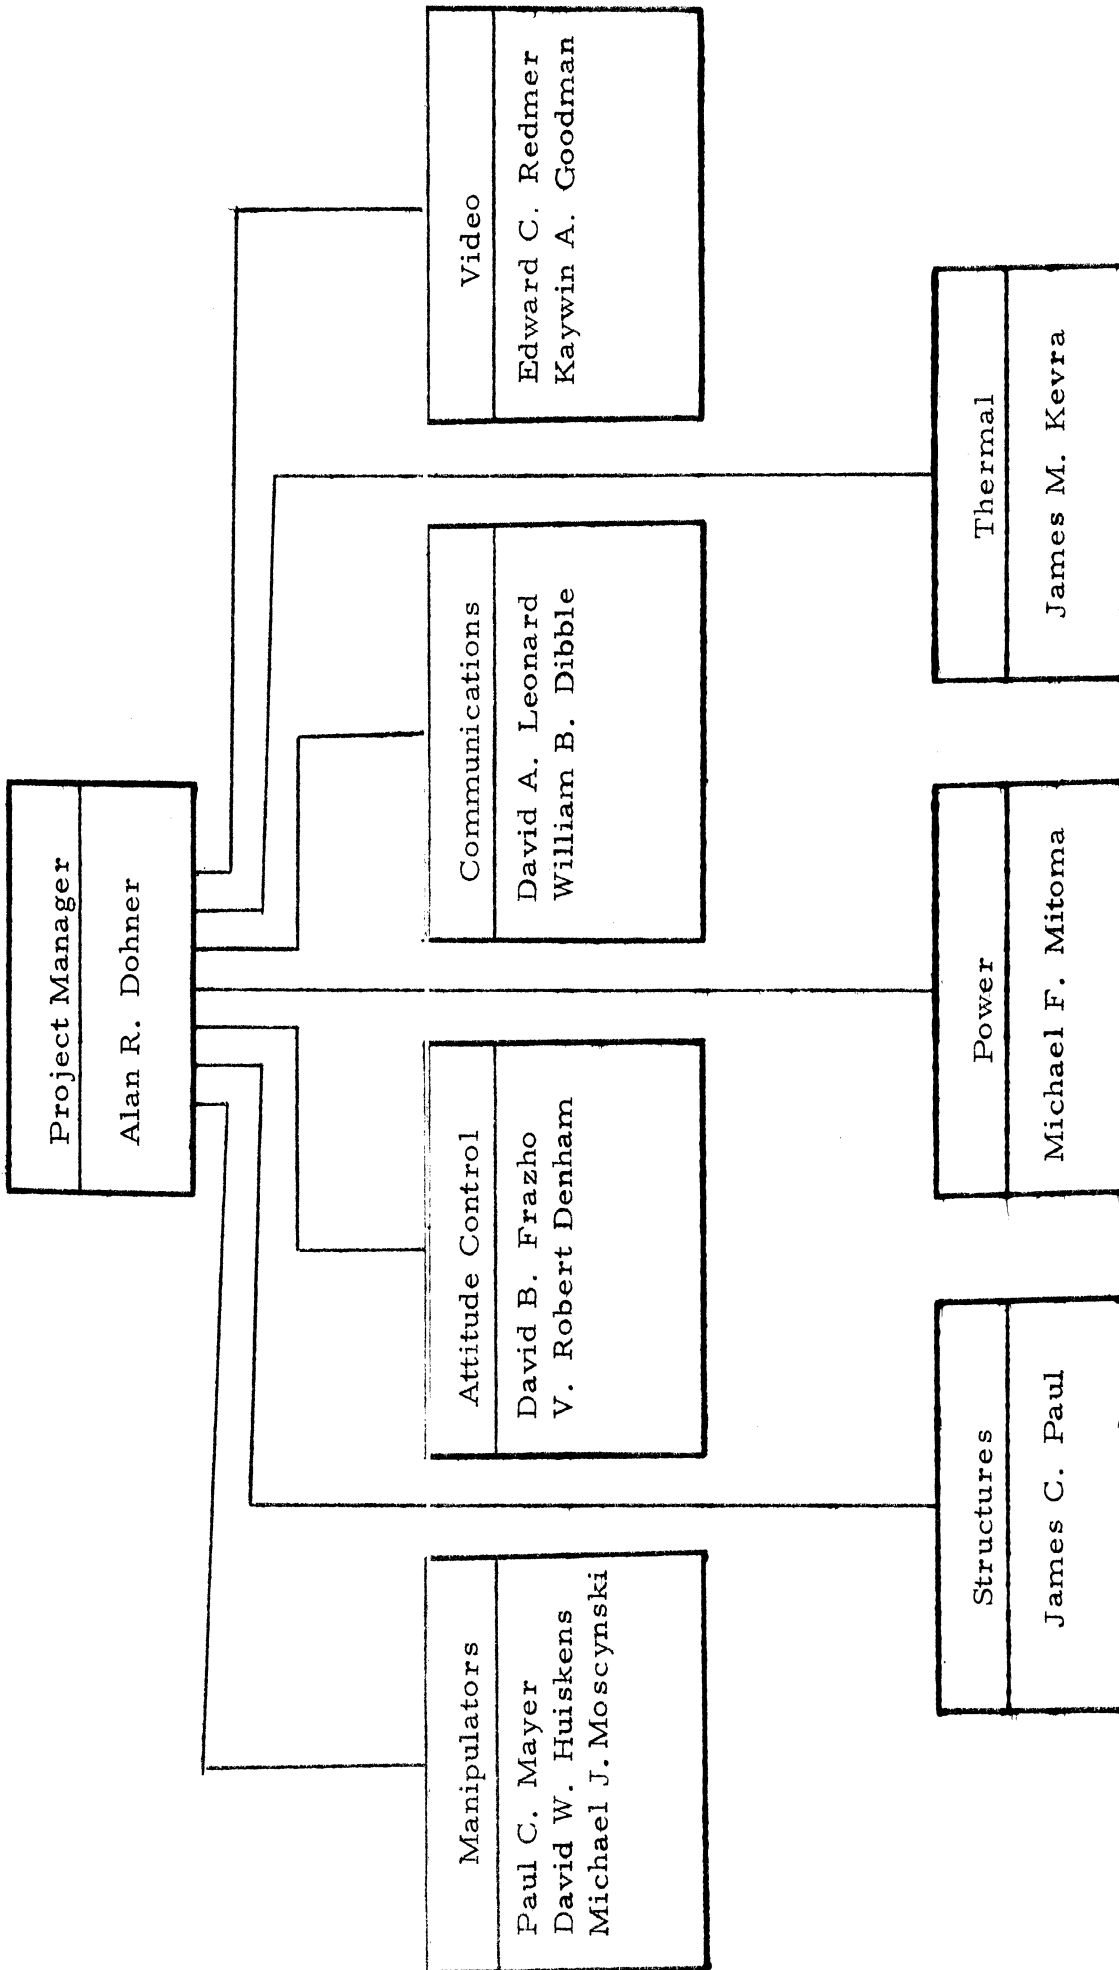 Project Manager
Alan R. Dohner
Manipulators
Paul C. Mayer
David W. Huiskens
Michael J. Moscynski
Attitude Control
David B. Frazho
V. Robert Denham
Communications
David A. Leonard
William B. Dibble
Video
Edward C. Redmer
Kaywin A. Goodman
Structures
James C. Paul
Power
Michael F. Mitoma
Thermal
James M. Kevra